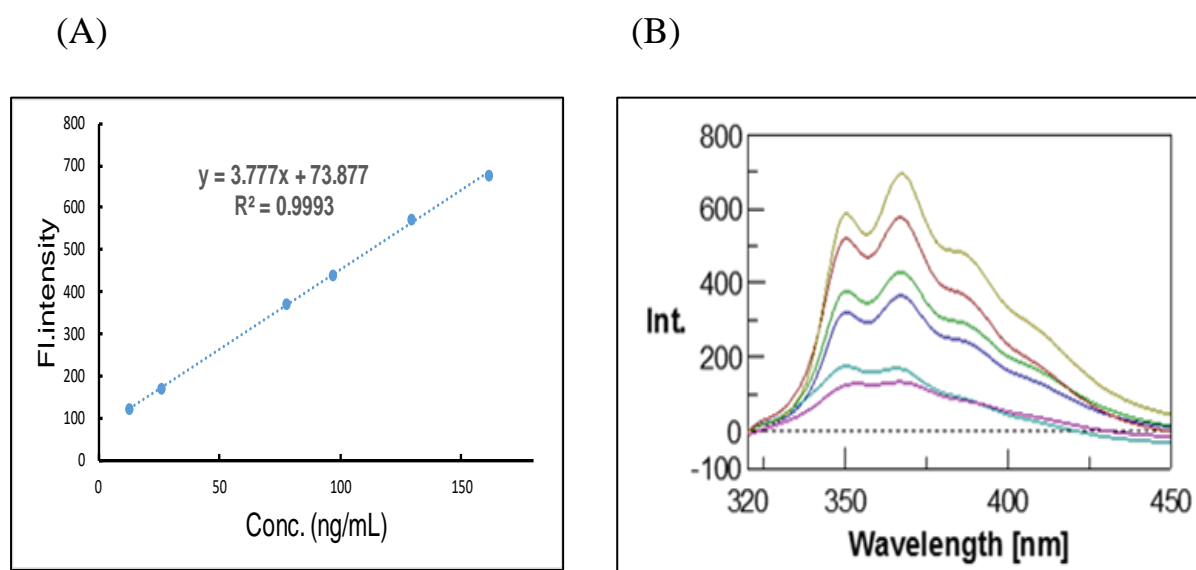 (A)
(B)
800
700
600
500
400
300
200
100
0
y = 3.777x + 73.877
R² = 0.9993
Fl.intensity
0 50 100 150
Conc. (ng/mL)
800
600
400
200
0
-100
Int.
320 350 400 450
Wavelength [nm]